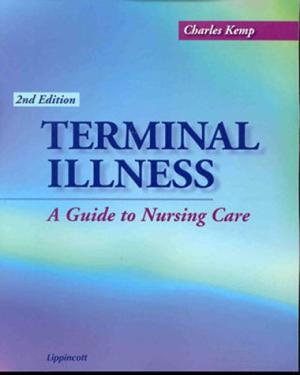 Charles Kemp
2nd Edition
TERMINAL
ILLNESS
A Guide to Nursing Care
Lippincott